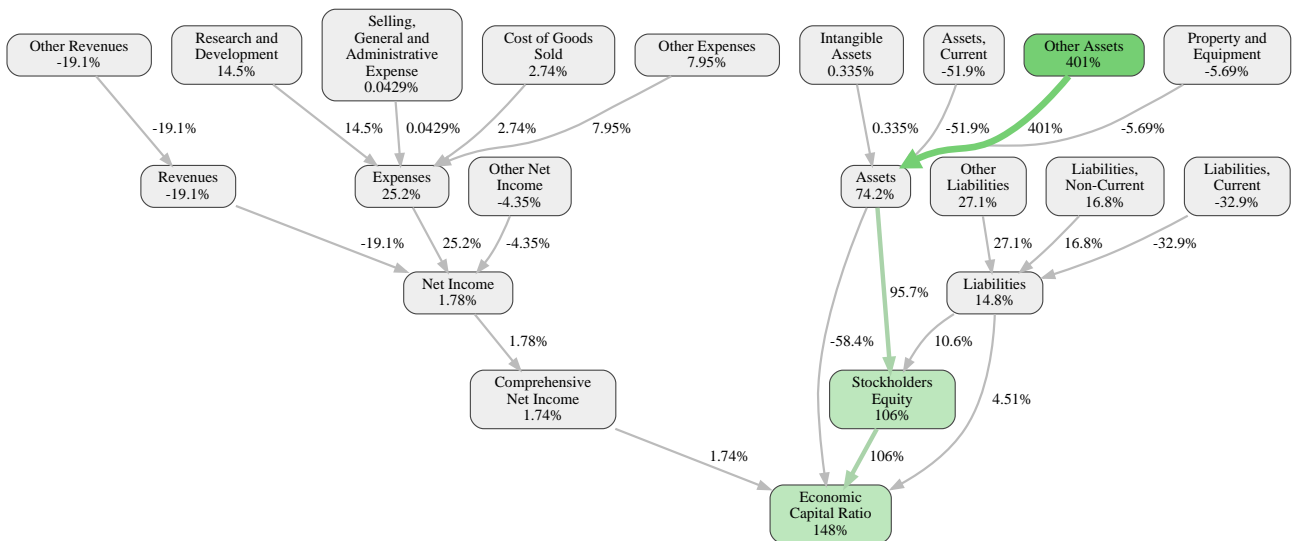 Other Revenues
-19.1%
Research and
Development
14.5%
Selling,
General and
Administrative
Expense
0.0429%
Cost of Goods
Sold
2.74%
Other Expenses
7.95%
Intangible
Assets
0.335%
Assets,
Current
-51.9%
Other Assets
401%
Property and
Equipment
-5.69%
-19.1%
14.5%
0.0429%
2.74%
7.95%
0.335%
-51.9%
401%
-5.69%
Revenues
-19.1%
Expenses
25.2%
Other Net
Income
-4.35%
Assets
74.2%
Other
Liabilities
27.1%
Liabilities,
Non-Current
16.8%
Liabilities,
Current
-32.9%
-19.1%
25.2%
-4.35%
27.1%
16.8%
-32.9%
Net Income
1.78%
95.7%
Liabilities
14.8%
1.78%
-58.4%
10.6%
Comprehensive
Net Income
1.74%
Stockholders
Equity
106%
4.51%
1.74%
106%
Economic
Capital Ratio
148%